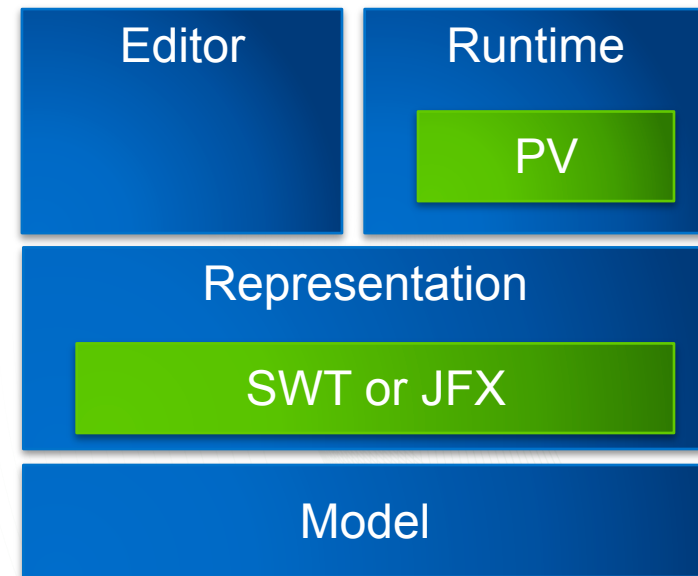 Editor
Runtime
PV
Representation
SWT or JFX
Model